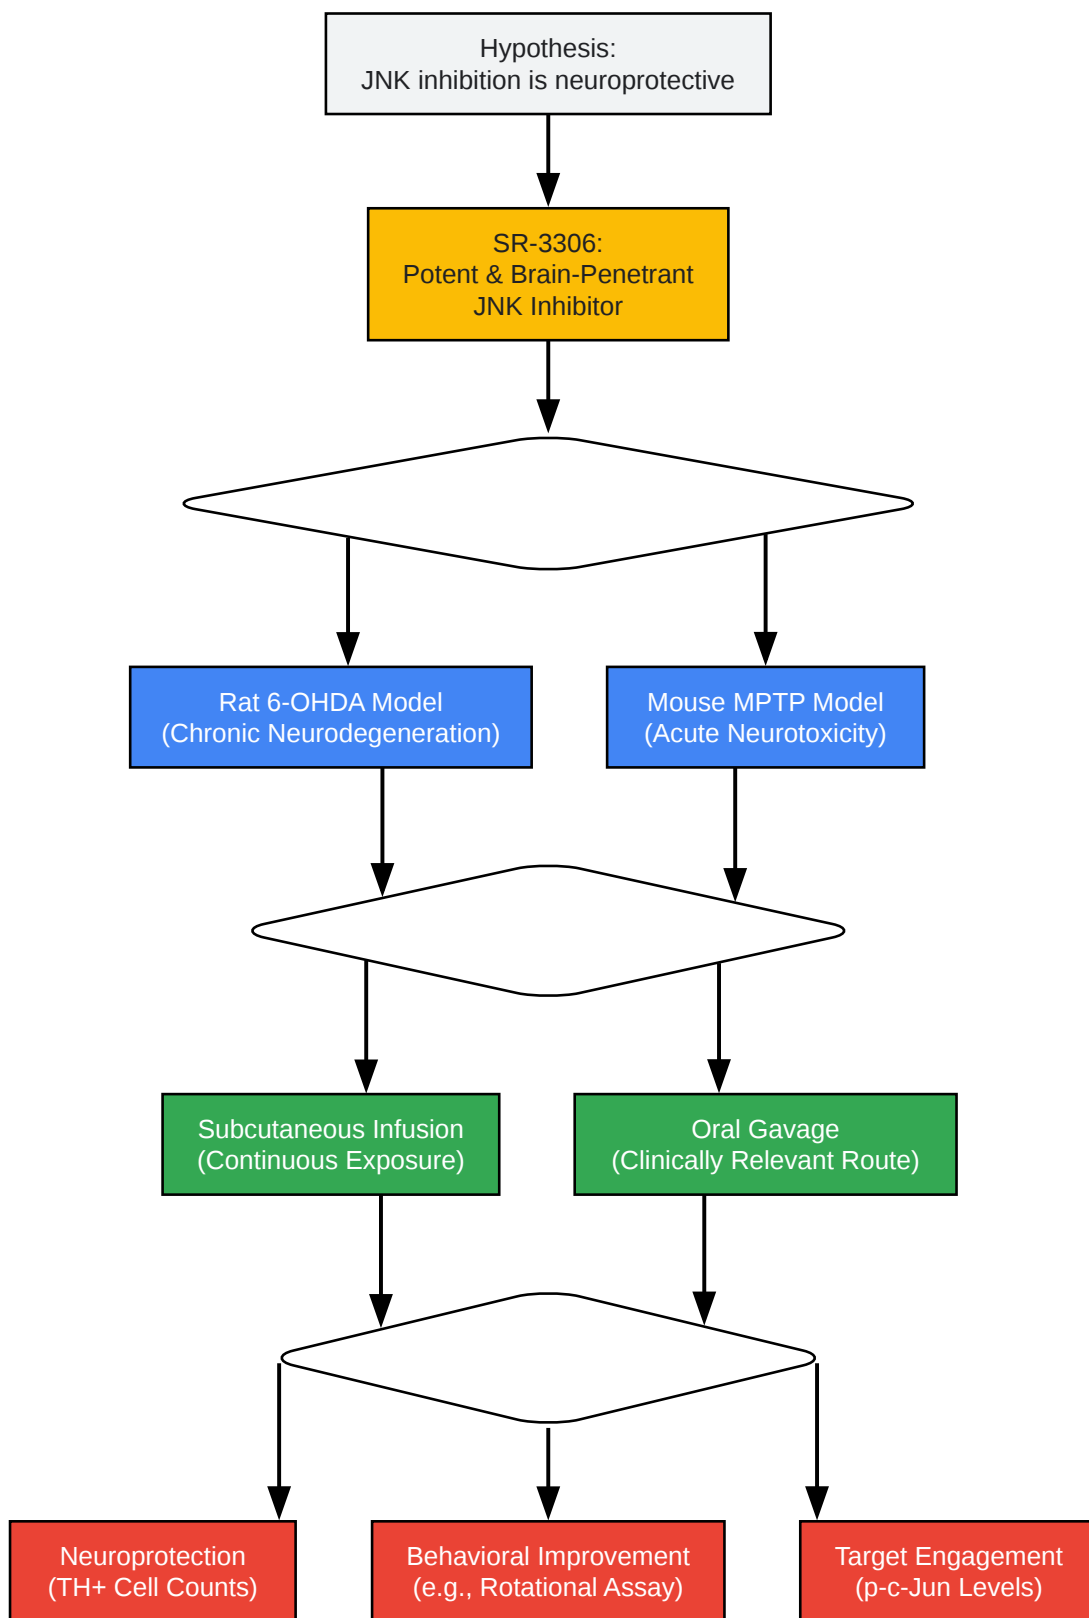 Hypothesis:
JNK inhibition is neuroprotective
SR-3306:
Potent & Brain-Penetrant
JNK Inhibitor
Rat 6-OHDA Model
(Chronic Neurodegeneration)
Mouse MPTP Model
(Acute Neurotoxicity)
Subcutaneous Infusion
(Continuous Exposure)
Oral Gavage
(Clinically Relevant Route)
Neuroprotection
(TH+ Cell Counts)
Behavioral Improvement
(e.g., Rotational Assay)
Target Engagement
(p-c-Jun Levels)